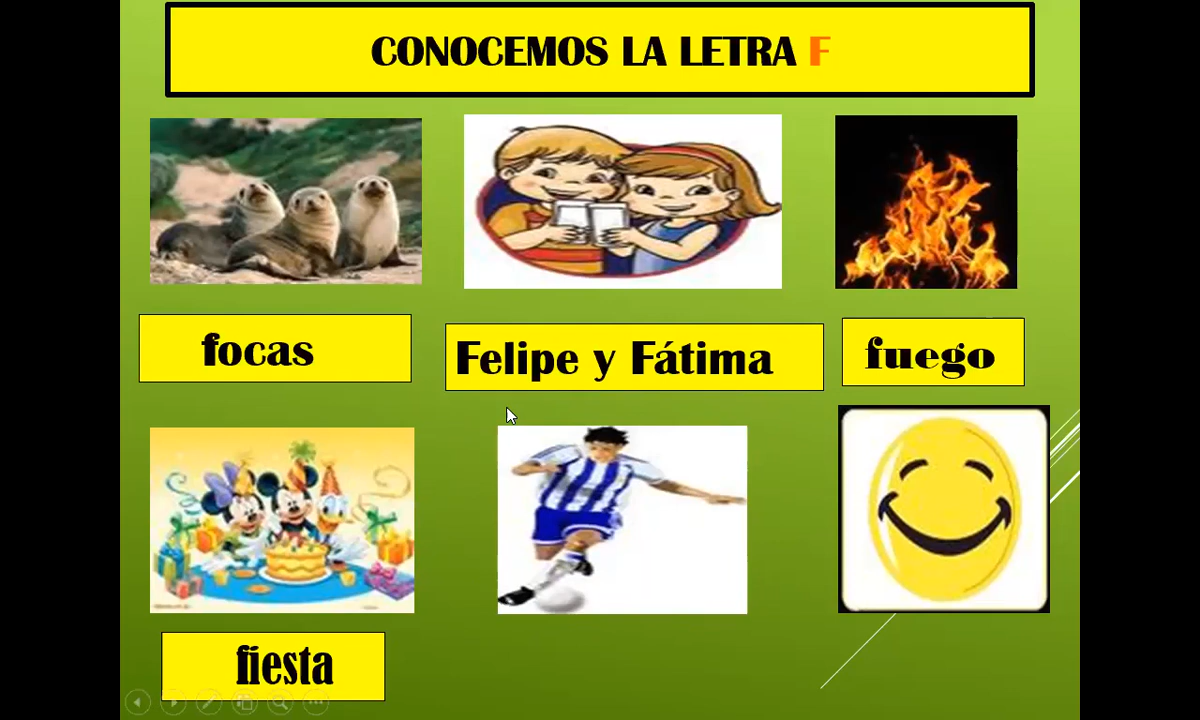 CONOCEMOS LA LETRA F
focas
Felipe y Fátima
fuego
fiesta